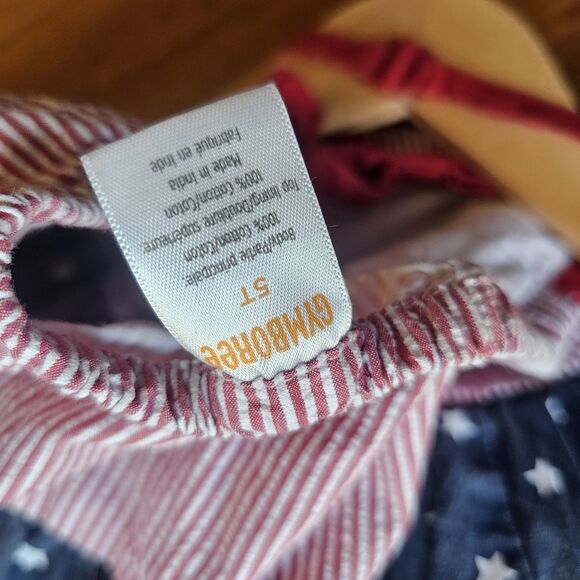 GYMBOREE
5T
Body/Partie principale
100% Cotton/Coton
Top lining/Doublure supérieure
100% Cotton/Coton
Made in India
Fabriqué en Inde